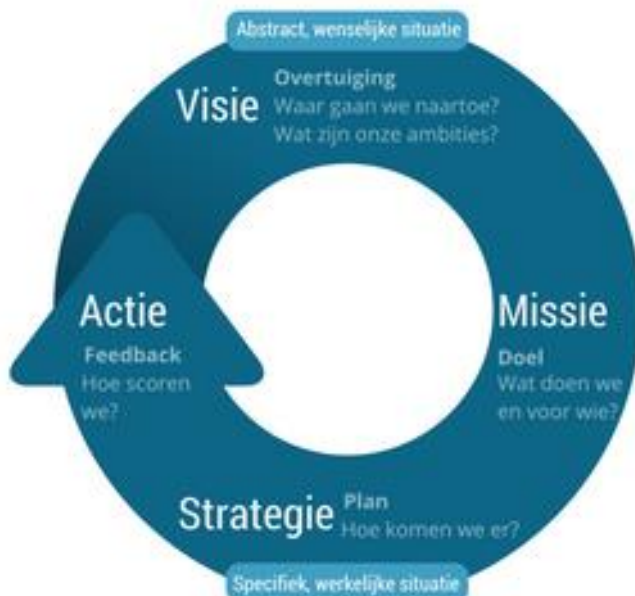 Abstract, wenselijke situatie
Visie
Overtuiging
Waar gaan we naartoe?
Wat zijn onze ambities?
Missie
Doel
Wat doen we
en voor wie?
Strategie
Plan
Hoe komen we er?
Specifiek, werkelijke situatie
Actie
Feedback
Hoe scoren
we?